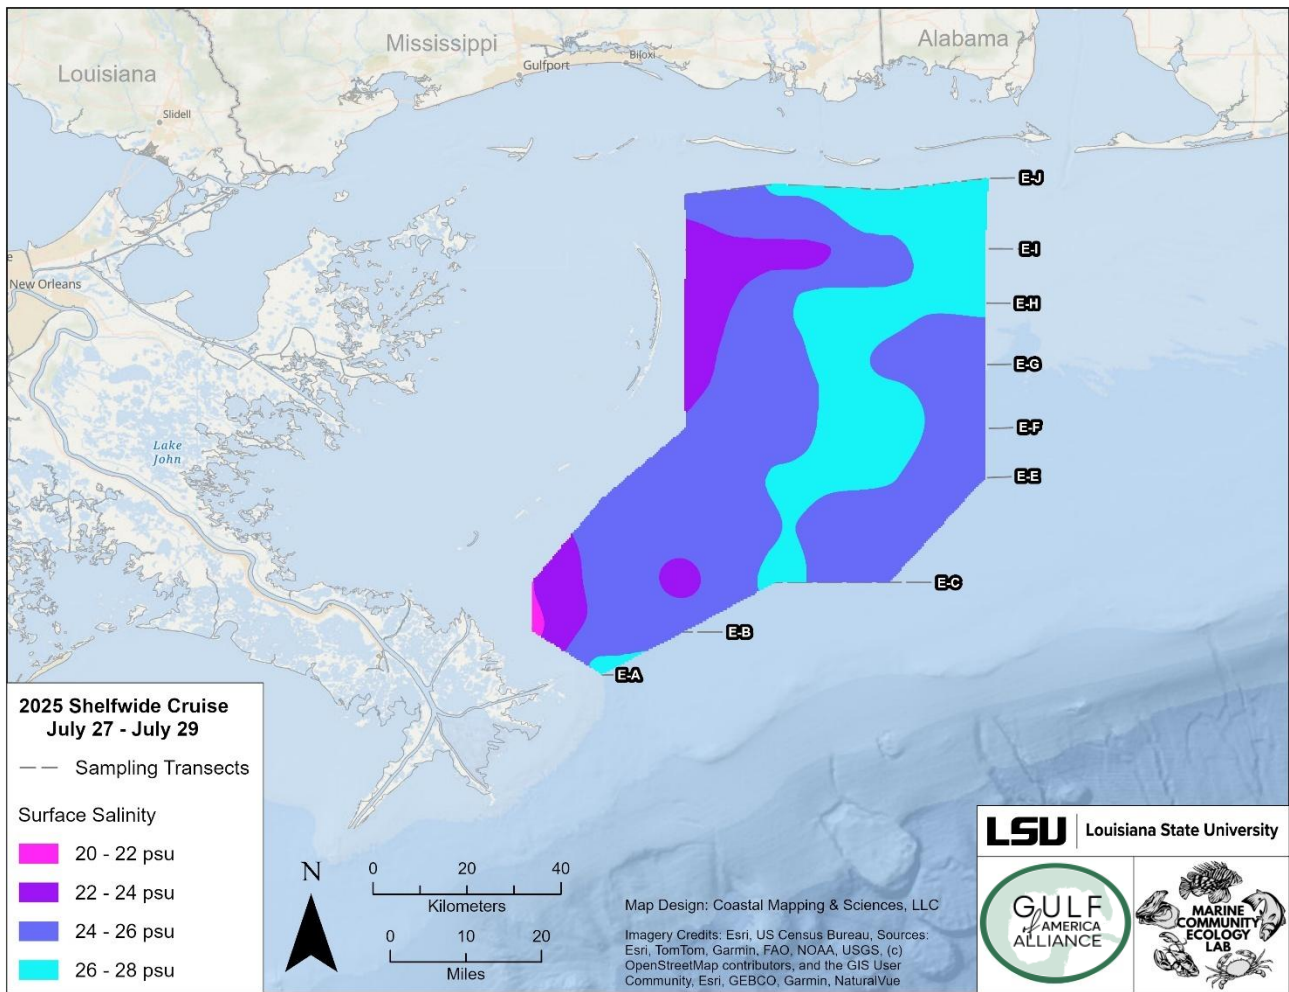 Mississippi
Alabama
Louisiana
Biloxi
Gulfport
Slidell
E-J
E-I
e
New Orleans
E-H
E-G
E-F
Lake
John
E-E
E-C
E-B
E-A
2025 Shelfwide Cruise
July 27 - July 29
Sampling Transects
Surface Salinity
20 - 22 psu
22 - 24 psu
24 - 26 psu
26 - 28 psu
N
0 20 40
Kilometers
0 10 20
Miles
Map Design: Coastal Mapping & Sciences, LLC
Imagery Credits: Esri, US Census Bureau, Sources:
Esri, TomTom, Garmin, FAO, NOAA, USGS, (c)
OpenStreetMap contributors, and the GIS User
Community, Esri, GEBCO, Garmin, NaturalVue
LSU Louisiana State University
GULF
of AMERICA
ALLIANCE
MARINE
COMMUNITY
ECOLOGY
LAB